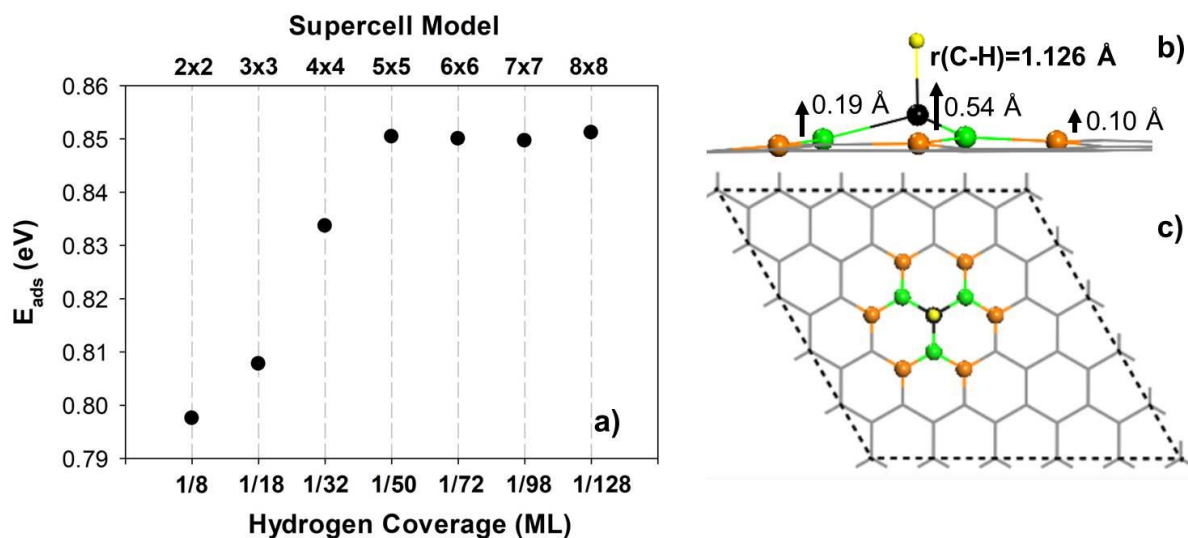 Supercell Model
2x2 3x3 4x4 5x5 6x6 7x7 8x8
0.86
0.85
0.84
0.83
0.82
0.81
0.80
0.79
E_ads (eV)
a)
1/8 1/18 1/32 1/50 1/72 1/98 1/128
Hydrogen Coverage (ML)
b)
r(C-H)=1.126 Å
0.19 Å
0.54 Å
0.10 Å
c)